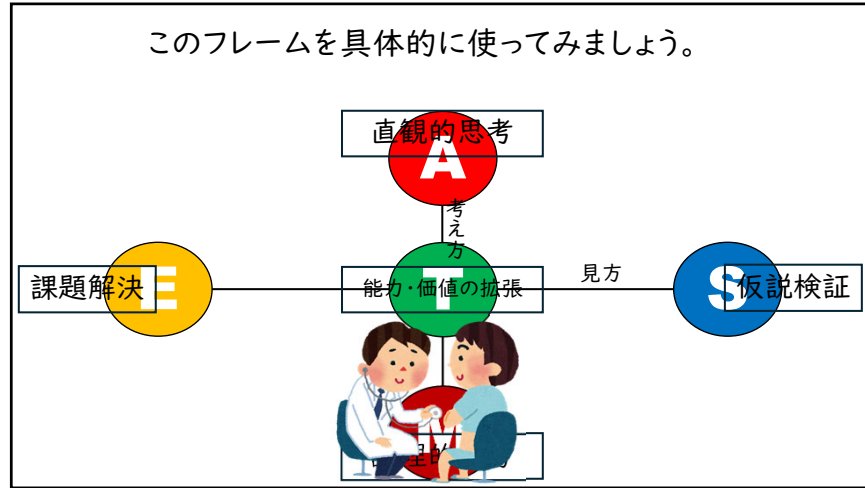 このフレームを具体的に使ってみましょう。
直観的思考
A
考え方
課題解決
E
能力・価値の拡張
T
見方
S
仮説検証
M